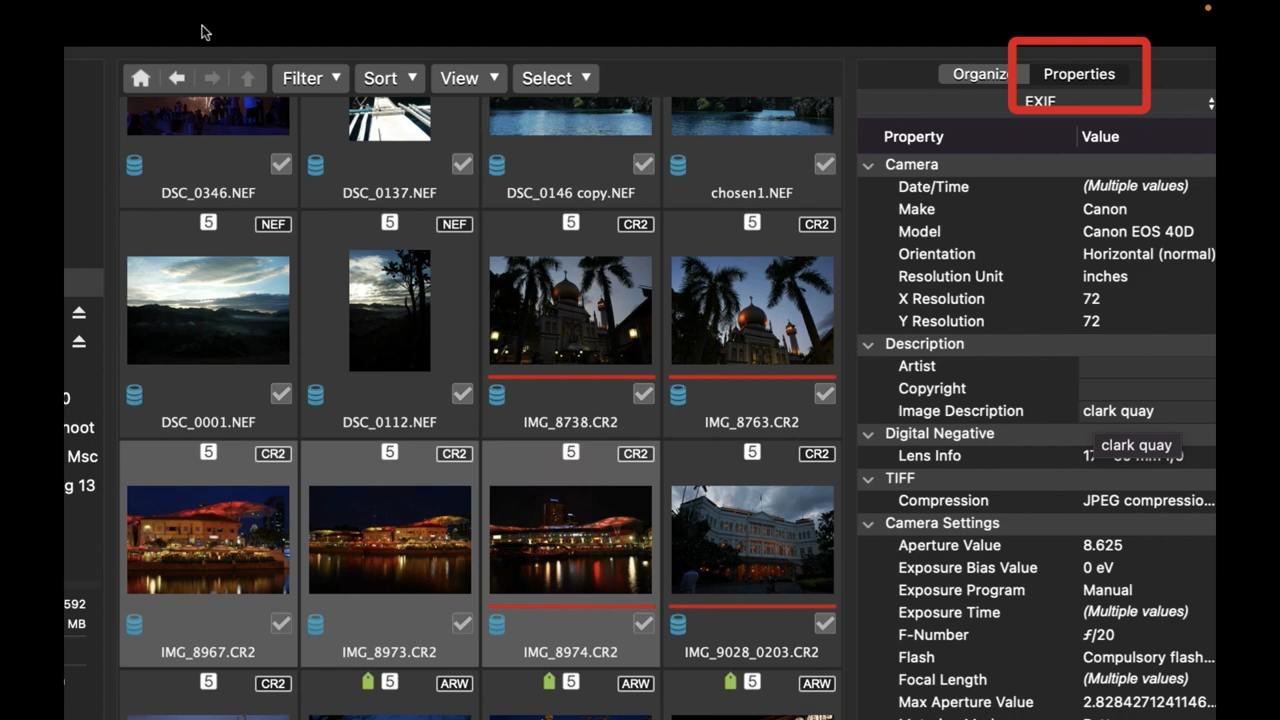 Filter Sort View Select
Organiz Properties
EXIF
Property Value
Camera
Date/Time (Multiple values)
Make Canon
Model Canon EOS 40D
Orientation Horizontal (normal)
Resolution Unit inches
X Resolution 72
Y Resolution 72
Description
Artist
Copyright
Image Description clark quay
Digital Negative
clark quay
Lens Info
TIFF
Compression JPEG compressio...
Camera Settings
Aperture Value 8.625
Exposure Bias Value 0 eV
Exposure Program Manual
Exposure Time (Multiple values)
F-Number ƒ/20
Flash Compulsory flash...
Focal Length (Multiple values)
Max Aperture Value 2.8284271241146...
DSC_0346.NEF DSC_0137.NEF DSC_0146 copy.NEF chosen1.NEF
5 NEF 5 NEF 5 CR2 5 CR2
DSC_0001.NEF DSC_0112.NEF IMG_8738.CR2 IMG_8763.CR2
5 CR2 5 CR2 5 CR2 5 CR2
IMG_8967.CR2 IMG_8973.CR2 IMG_8974.CR2 IMG_9028_0203.CR2
5 CR2 5 ARW 5 ARW 5 ARW
0
hoot
Msc
g 13
592
MB